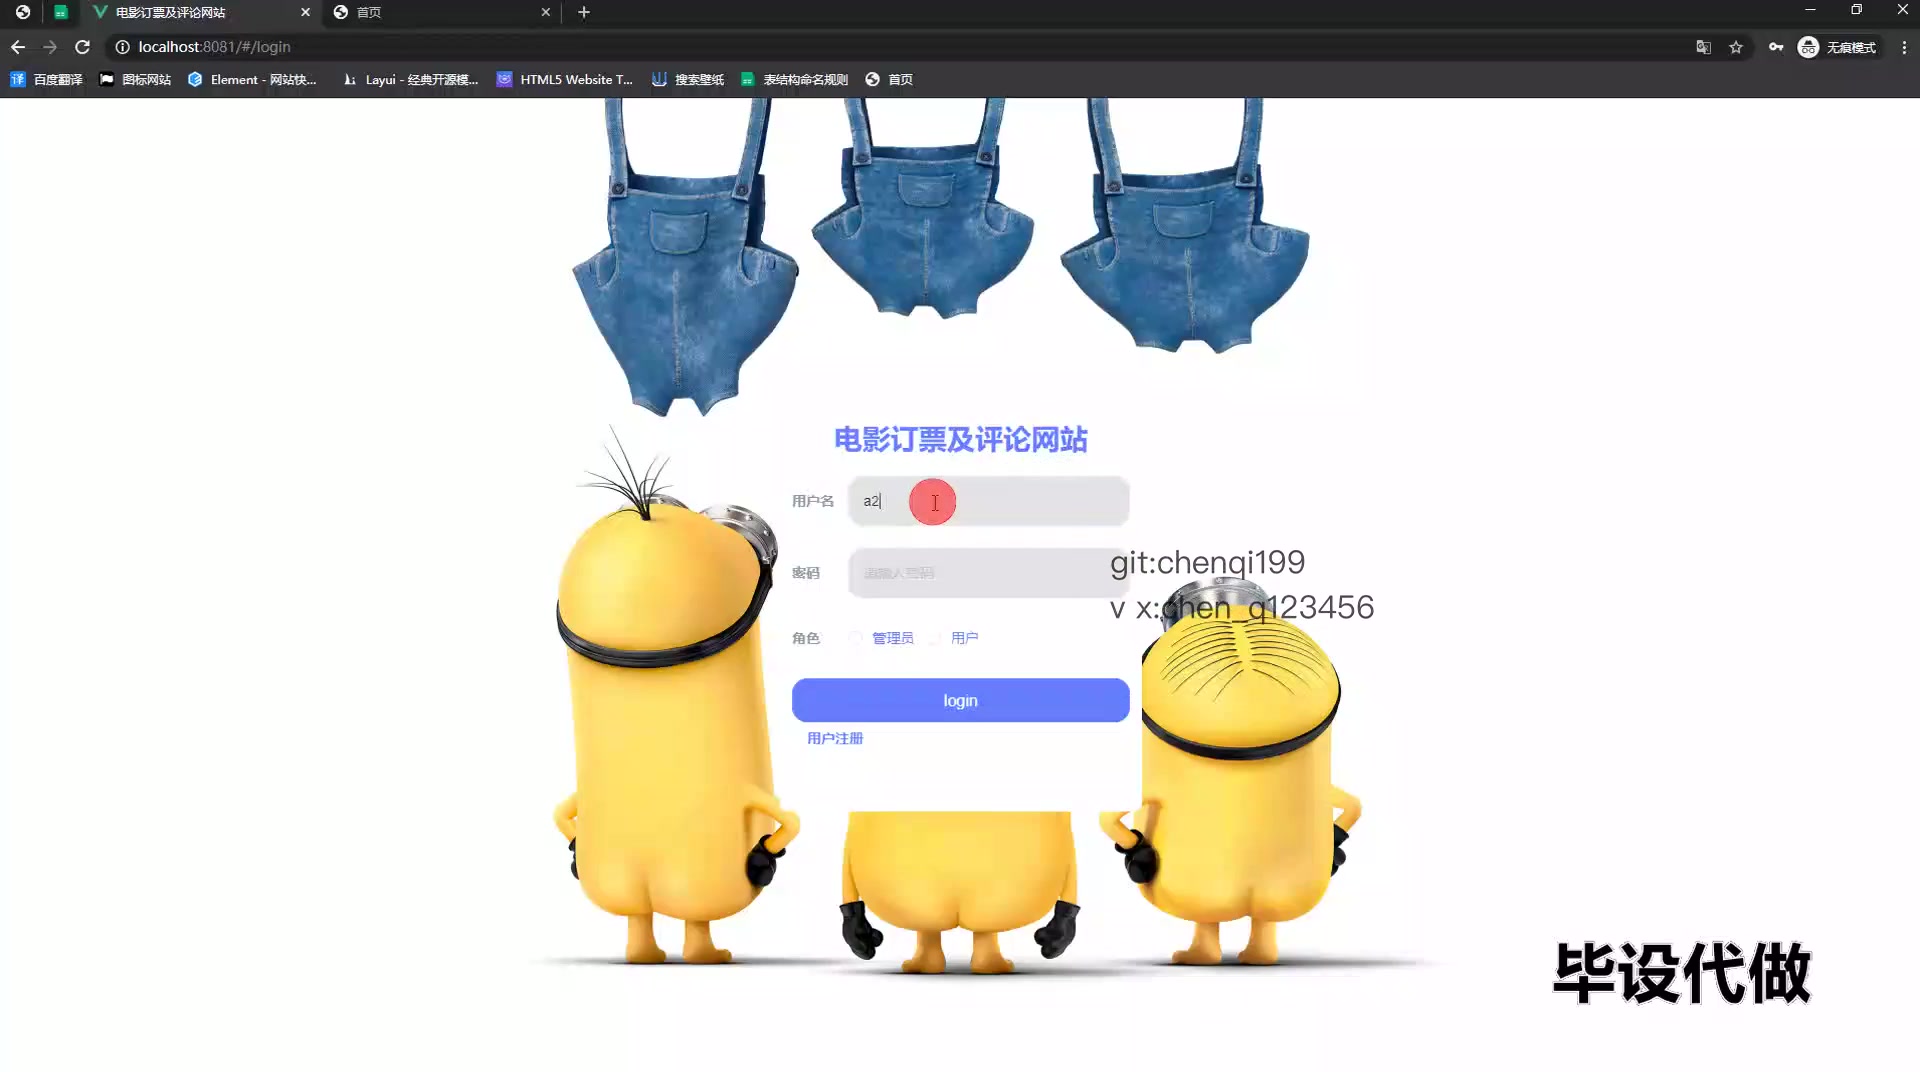 电影订票及评论网站
首页
localhost:8081/#/login
无痕模式
百度翻译
图标网站
Element - 网站快...
Layui - 经典开源模...
HTML5 Website T...
搜索壁纸
表结构命名规则
首页
电影订票及评论网站
用户名 a2
密码 请输入密码
git:chenqi199
v x:chen_q123456
角色 管理员 用户
login
用户注册
毕设代做